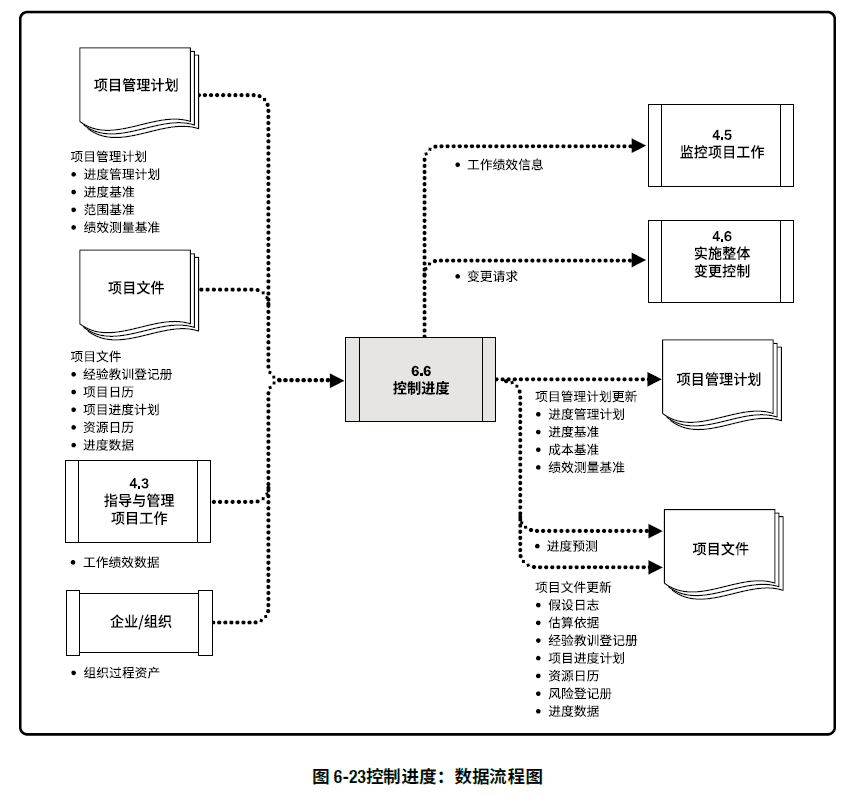 项目管理计划
项目管理计划
• 进度管理计划
• 进度基准
• 范围基准
• 绩效测量基准
项目文件
项目文件
• 经验教训登记册
• 项目日历
• 项目进度计划
• 资源日历
• 进度数据
4.3
指导与管理
项目工作
• 工作绩效数据
企业/组织
• 组织过程资产
6.6
控制进度
• 工作绩效信息
4.5
监控项目工作
• 变更请求
4.6
实施整体
变更控制
项目管理计划
项目管理计划更新
• 进度管理计划
• 进度基准
• 成本基准
• 绩效测量基准
• 进度预测
项目文件
项目文件更新
• 假设日志
• 估算依据
• 经验教训登记册
• 项目进度计划
• 资源日历
• 风险登记册
• 进度数据
图 6-23控制进度：数据流程图